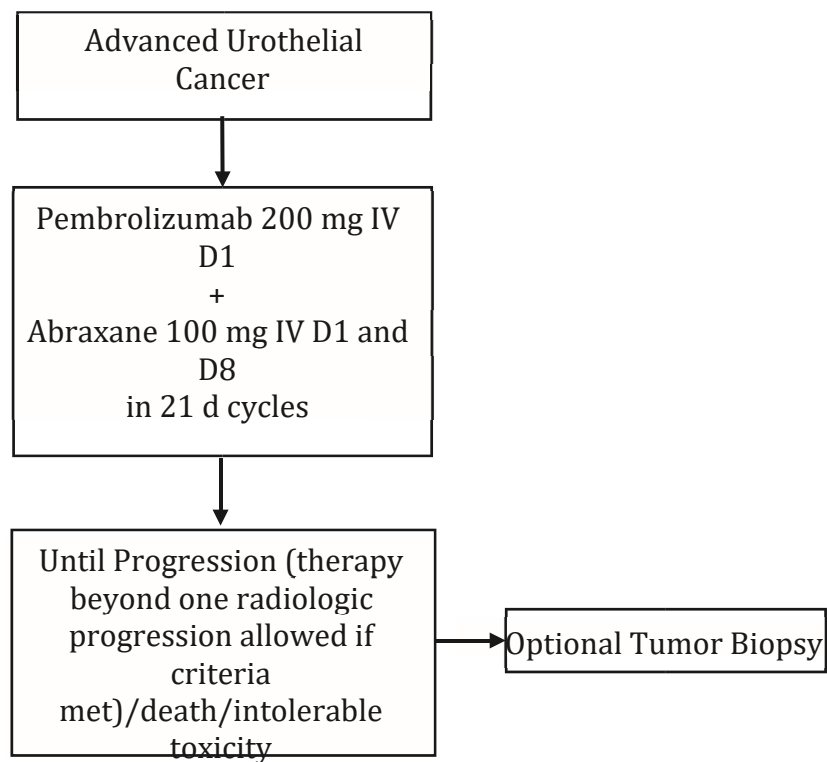 Advanced Urothelial
Cancer
Pembrolizumab 200 mg IV
D1
+
Abraxane 100 mg IV D1 and
D8
in 21 d cycles
Until Progression (therapy
beyond one radiologic
progression allowed if
criteria
met)/death/intolerable
toxicity
Optional Tumor Biopsy